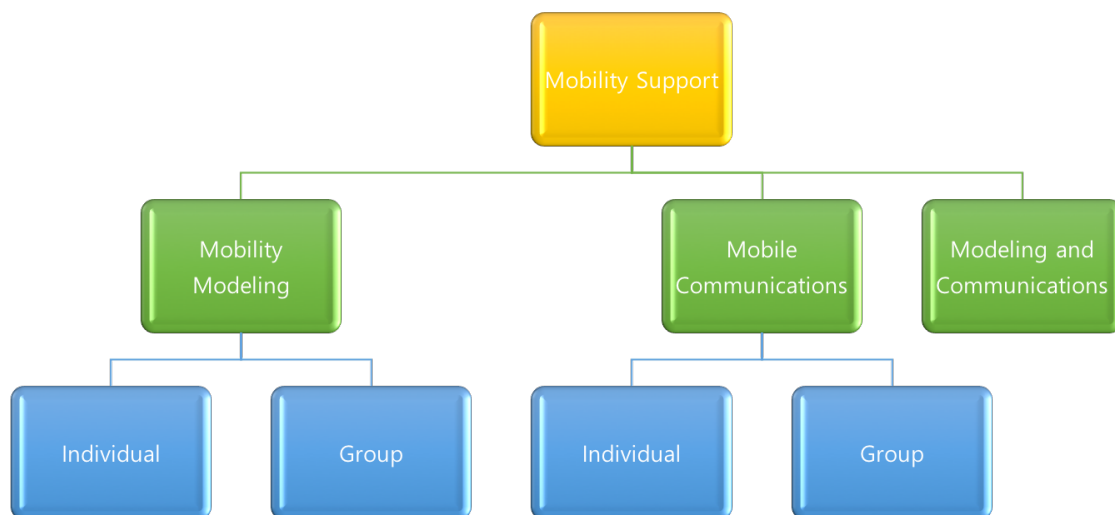 Mobility Support
Mobility
Modeling
Mobile
Communications
Modeling and
Communications
Individual
Group
Individual
Group